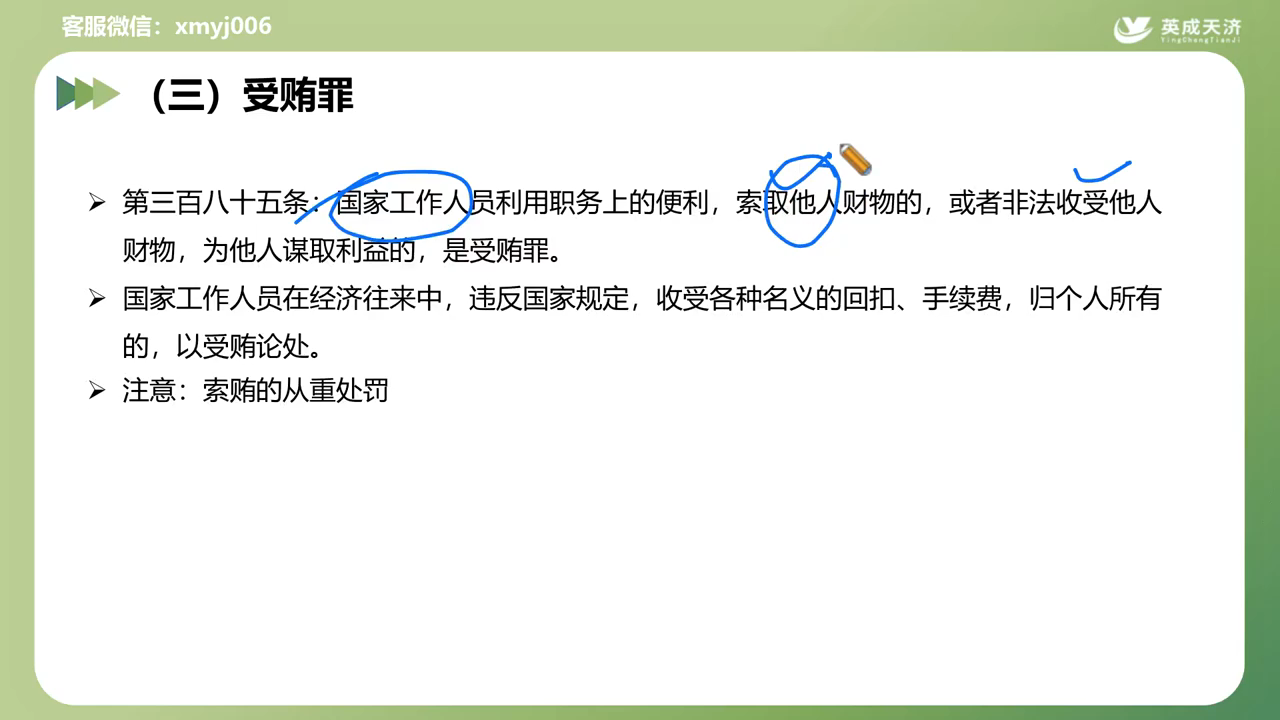 客服微信：xmyj006
英成天济
YingChengTianJi
（三）受贿罪
第三百八十五条：国家工作人员利用职务上的便利，索取他人财物的，或者非法收受他人
财物，为他人谋取利益的，是受贿罪。
国家工作人员在经济往来中，违反国家规定，收受各种名义的回扣、手续费，归个人所有
的，以受贿论处。
注意：索贿的从重处罚